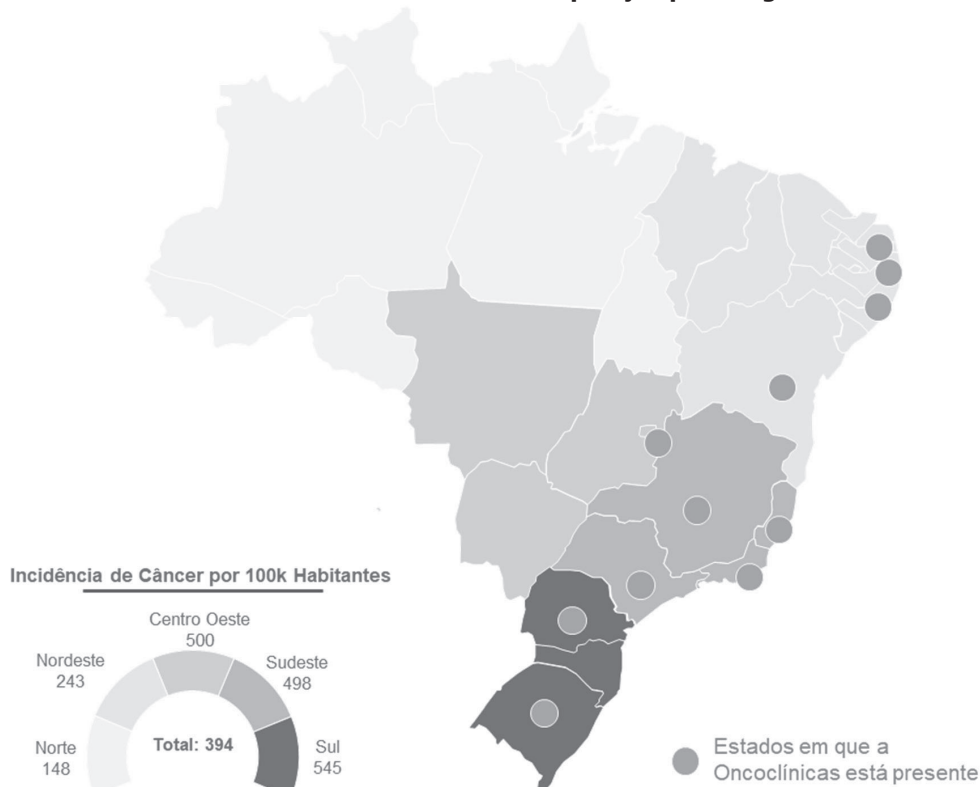 Incidência de Câncer por 100k Habitantes
Centro Oeste
500
Nordeste
243
Sudeste
498
Norte
148
Total: 394
Sul
545
Estados em que a
Oncoclínicas está presente